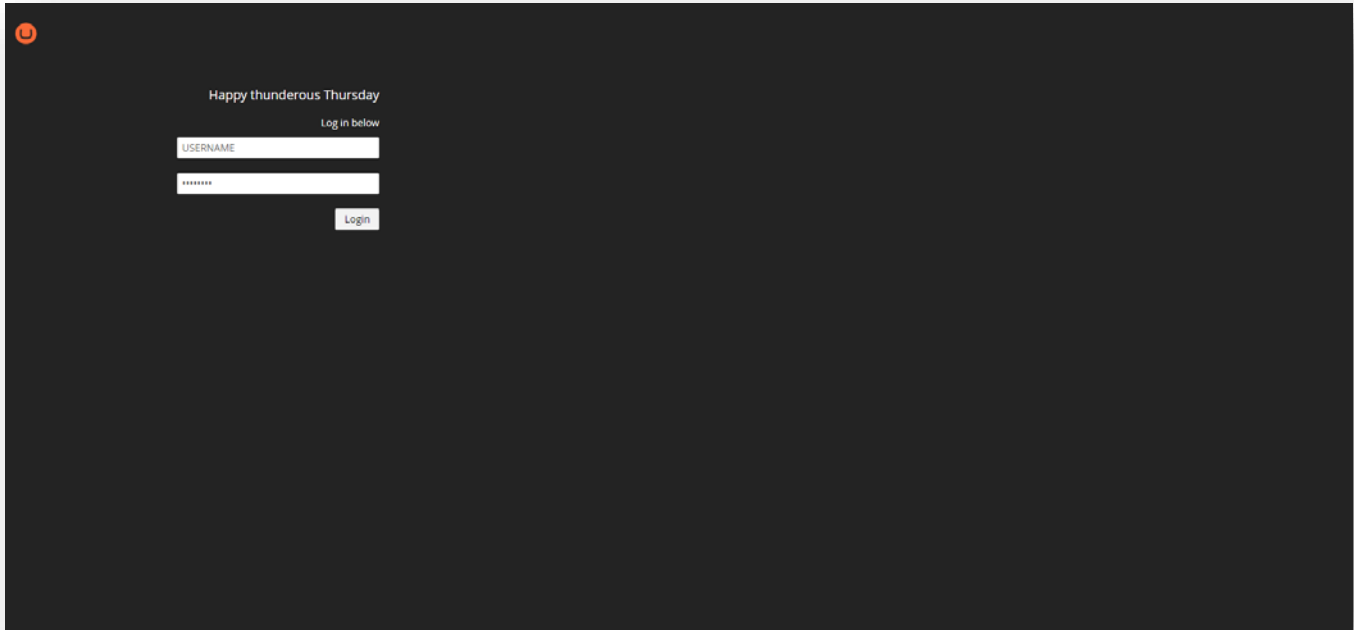 Happy thunderous Thursday
Log in below
USERNAME
••••••••
Login